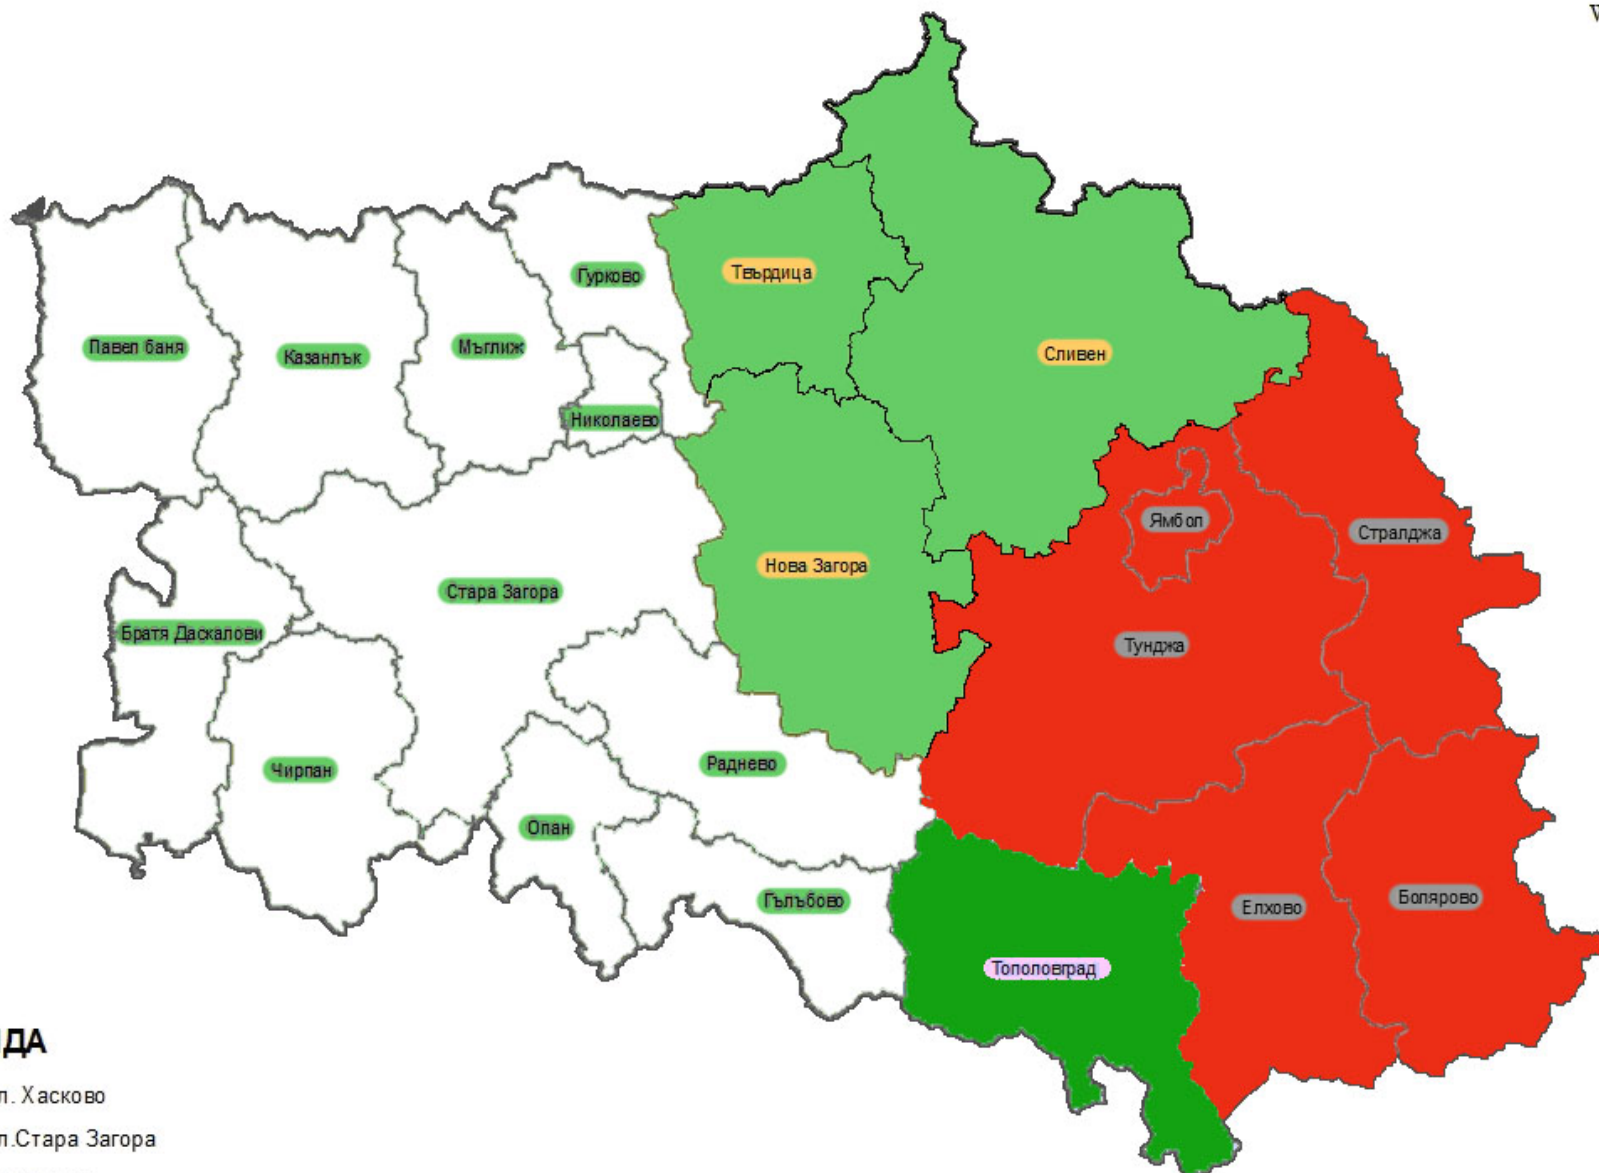 Гурково
Твърдица
Павел баня
Казанлък
Мъглиж
Сливен
Николаево
Ямбол
Стралджа
Нова Загора
Стара Загора
Братя Даскалови
Тунджа
Чирпан
Раднево
Опан
Гълъбово
Елхово
Болярово
Тополовград
ДА
л. Хасково
л.Стара Загора